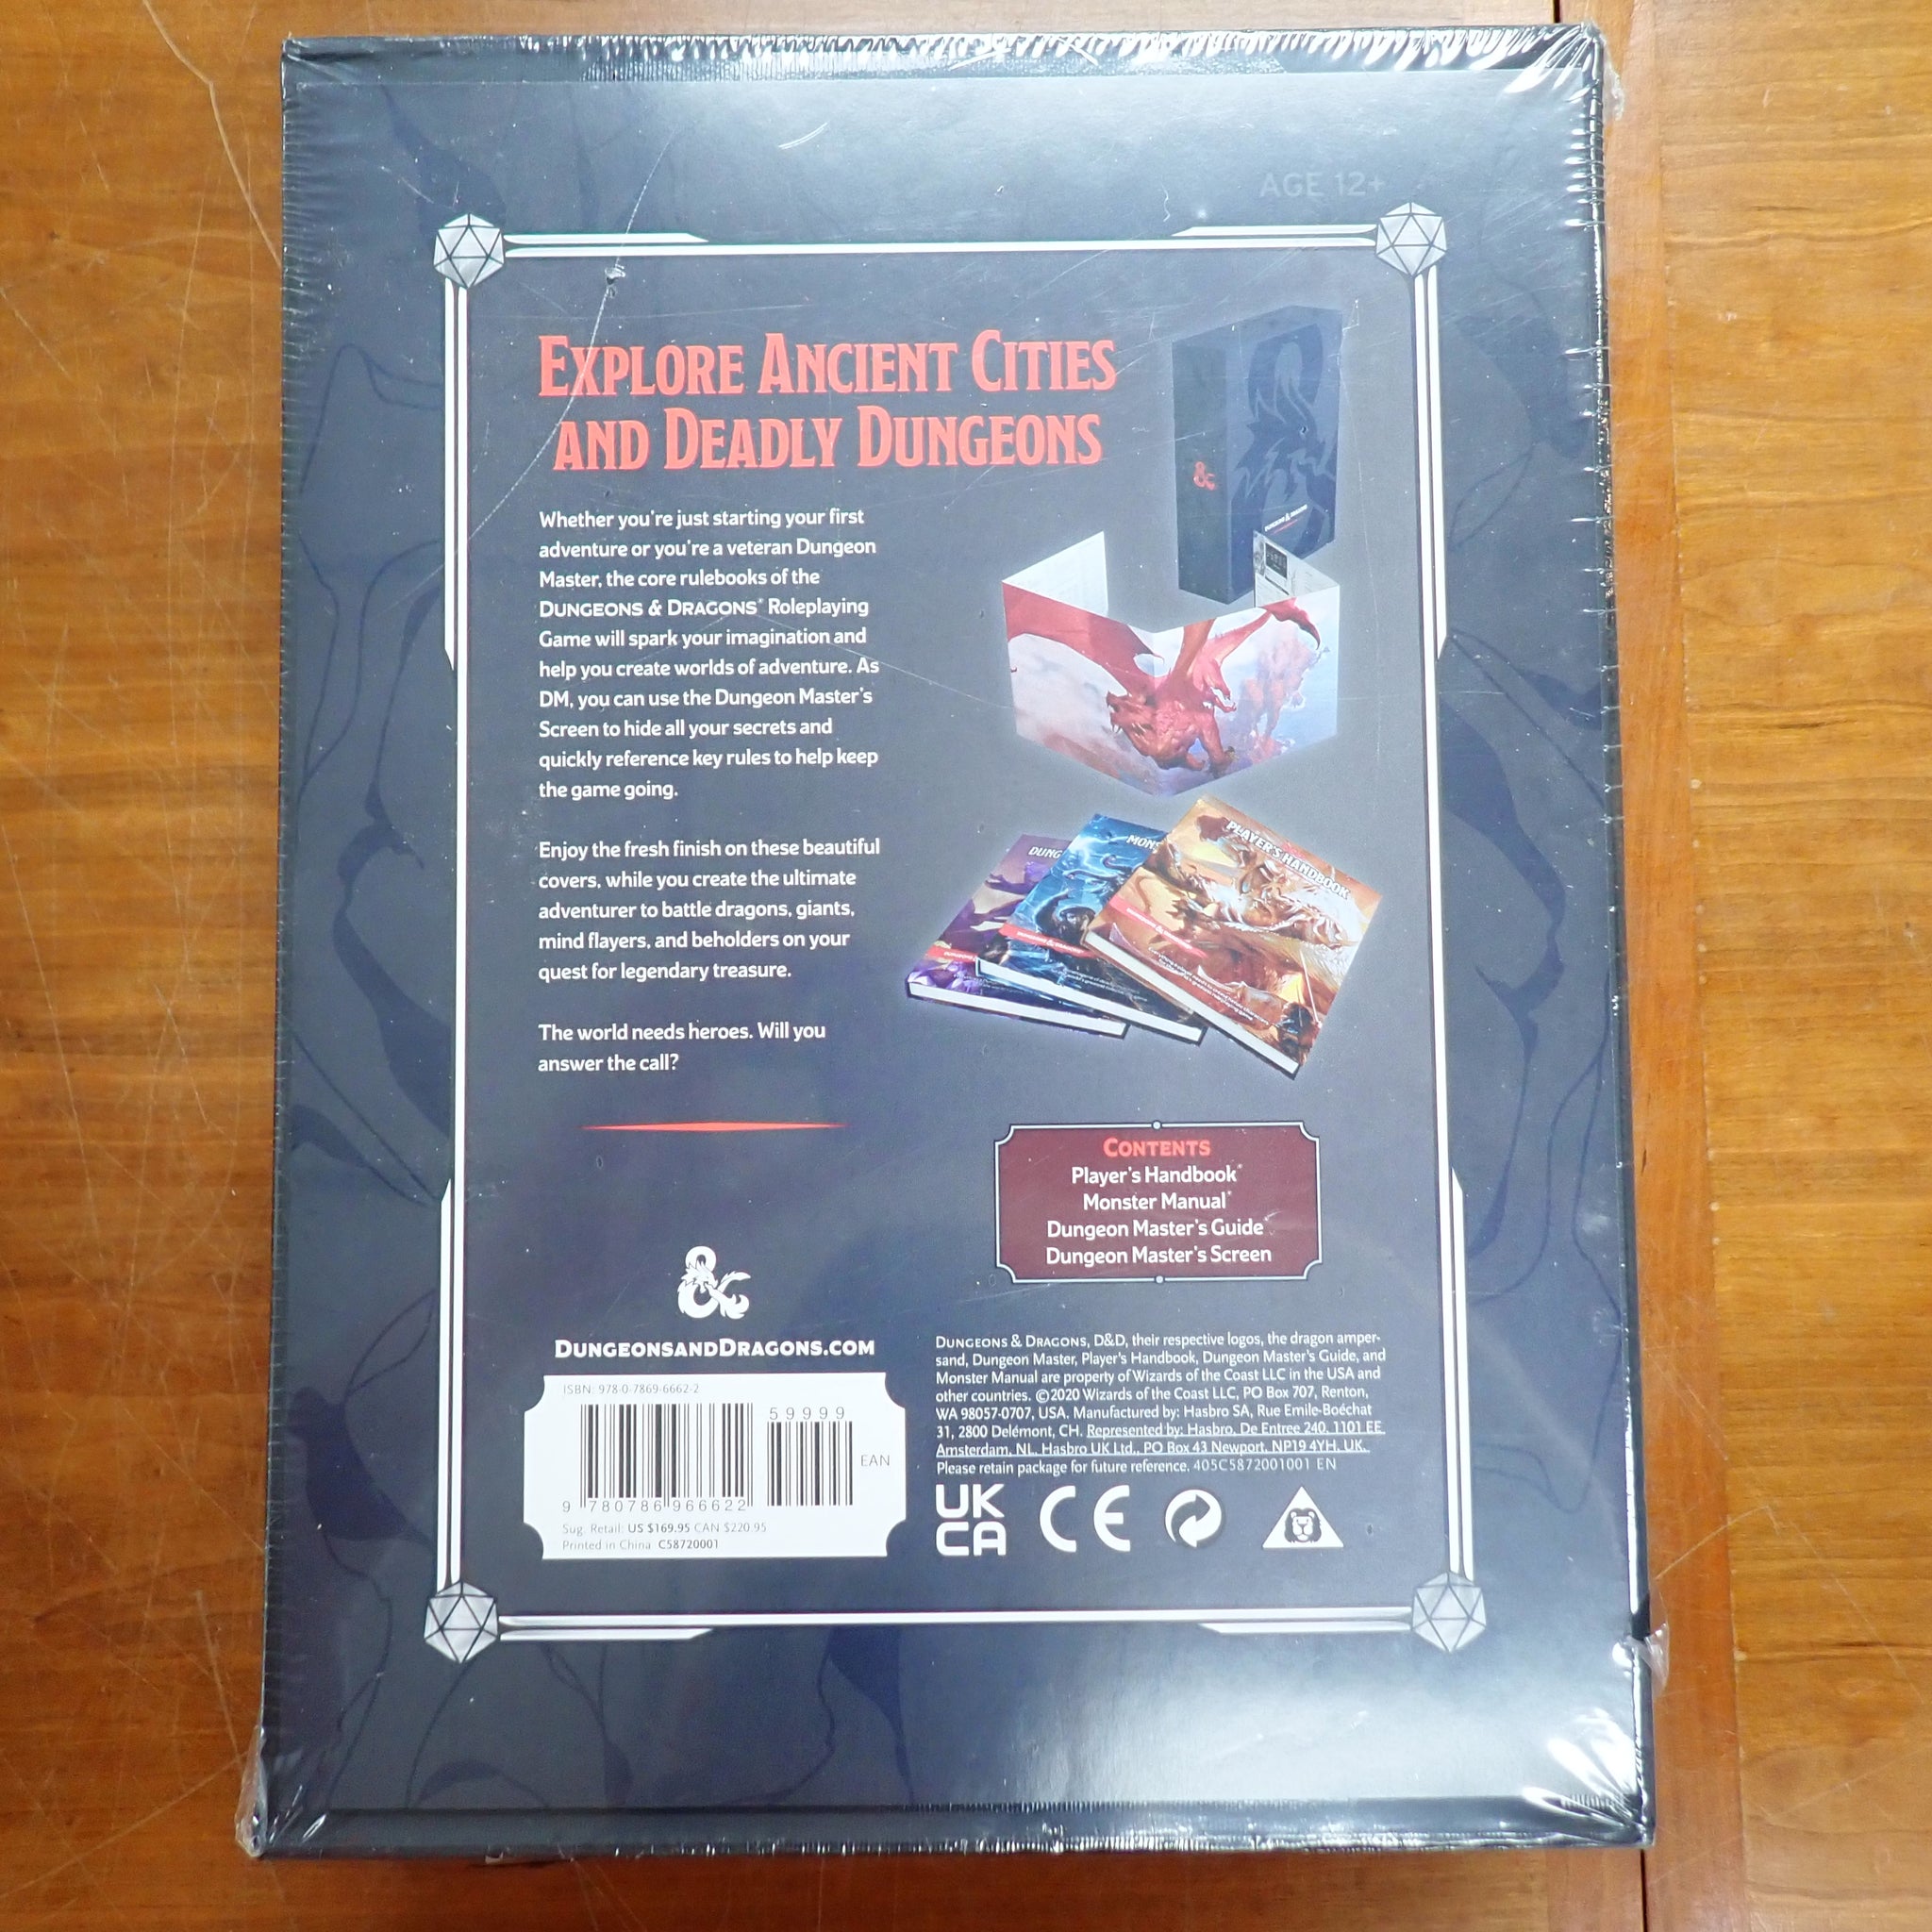 AGE 12+
EXPLORE ANCIENT CITIES
AND DEADLY DUNGEONS
Whether you're just starting your first
adventure or you're a veteran Dungeon
Master, the core rulebooks of the
DUNGEONS & DRAGONS® Roleplaying
Game will spark your imagination and
help you create worlds of adventure. As
DM, you can use the Dungeon Master's
Screen to hide all your secrets and
quickly reference key rules to help keep
the game going.
Enjoy the fresh finish on these beautiful
covers, while you create the ultimate
adventurer to battle dragons, giants,
mind flayers, and beholders on your
quest for legendary treasure.
The world needs heroes. Will you
answer the call?
&
DUNGEONS & DRAGONS
DUNG
MONS
PLAYER'S HANDBOOK
DUNGEONS & DRAGONS
DUNGEONS & DRAGONS
CONTENTS
Player's Handbook®
Monster Manual®
Dungeon Master's Guide®
Dungeon Master's Screen
&
DUNGEONSANDDRAGONS.COM
ISBN: 978-0-7869-6662-2
59999
EAN
9 780786 966622
Sug. Retail: US $169.95 CAN $220.95
Printed in China C58720001
DUNGEONS & DRAGONS, D&D, their respective logos, the dragon amper-
sand, Dungeon Master, Player's Handbook, Dungeon Master's Guide, and
Monster Manual are property of Wizards of the Coast LLC in the USA and
other countries. ©2020 Wizards of the Coast LLC, PO Box 707, Renton,
WA 98057-0707, USA. Manufactured by: Hasbro SA, Rue Emile-Boéchat
31, 2800 Delémont, CH. Represented by: Hasbro, De Entree 240, 1101 EE
Amsterdam, NL. Hasbro UK Ltd., PO Box 43 Newport, NP19 4YH. UK.
Please retain package for future reference. 405C5872001001 EN
UK
CA
CE